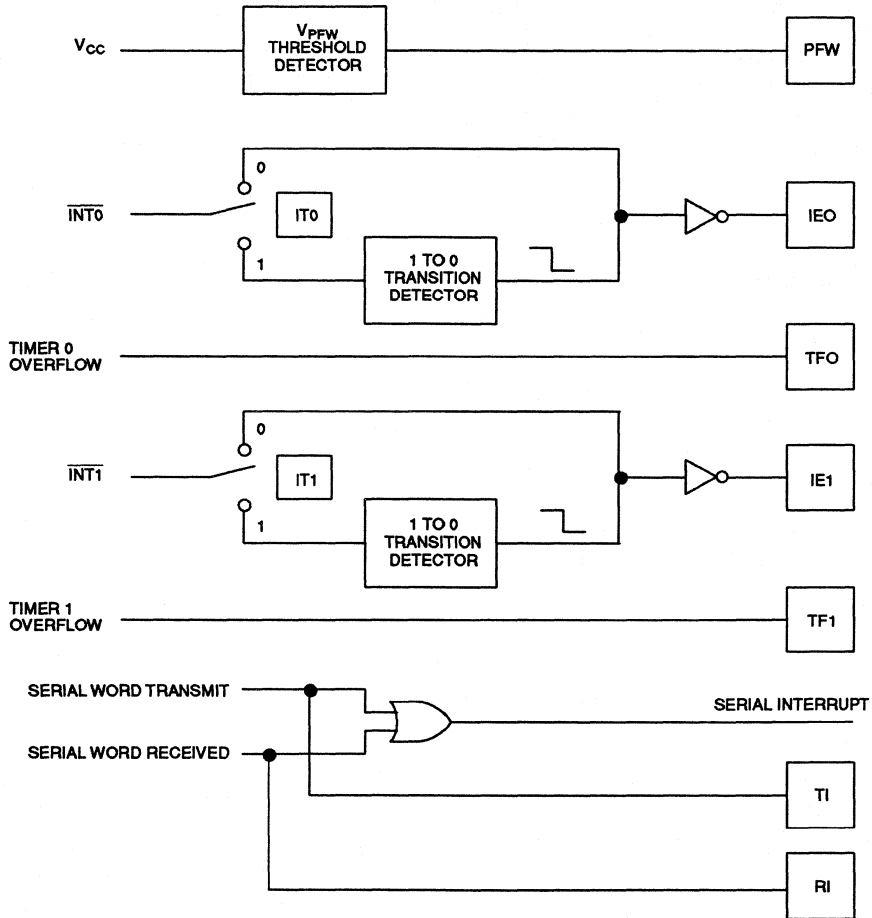 VCC
VPFW
THRESHOLD
DETECTOR
PFW
0
INT0
IT0
IEO
1
1 TO 0
TRANSITION
DETECTOR
TIMER 0
OVERFLOW
TFO
0
INT1
IT1
IE1
1
1 TO 0
TRANSITION
DETECTOR
TIMER 1
OVERFLOW
TF1
SERIAL WORD TRANSMIT
SERIAL INTERRUPT
SERIAL WORD RECEIVED
TI
RI